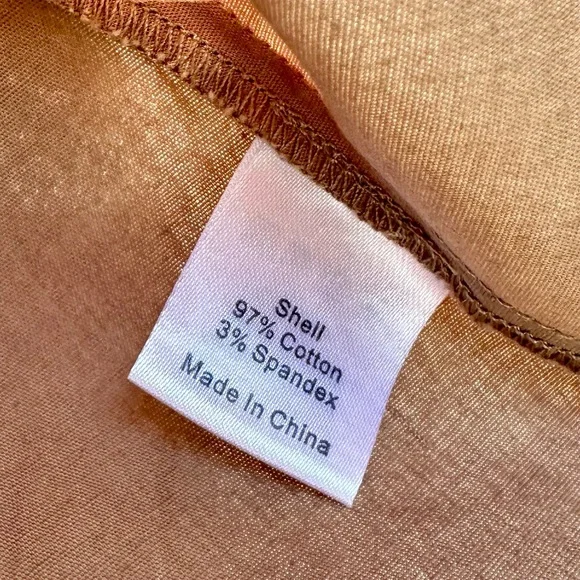 Shell
97% Cotton
3% Spandex
Made In China